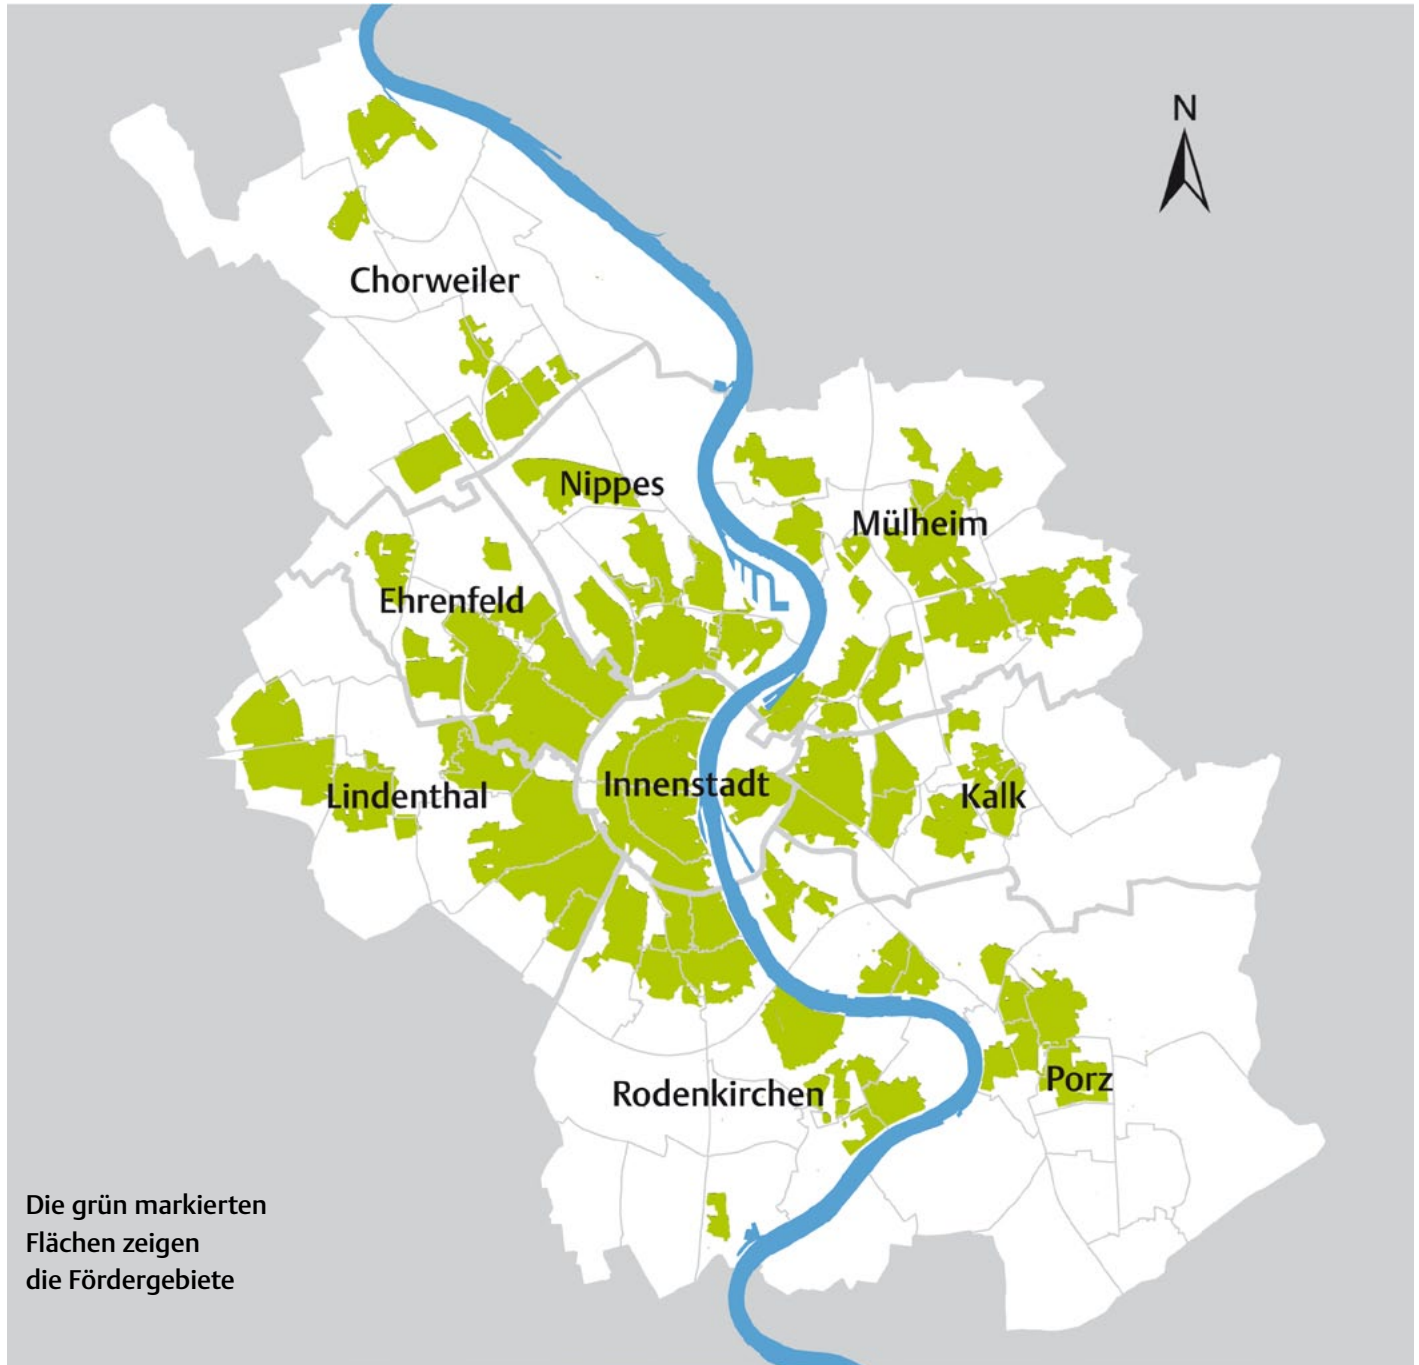 N
Chorweiler
Nippes
Mülheim
Ehrenfeld
Innenstadt
Lindenthal
Kalk
Porz
Rodenkirchen
Die grün markierten
Flächen zeigen
die Fördergebiete